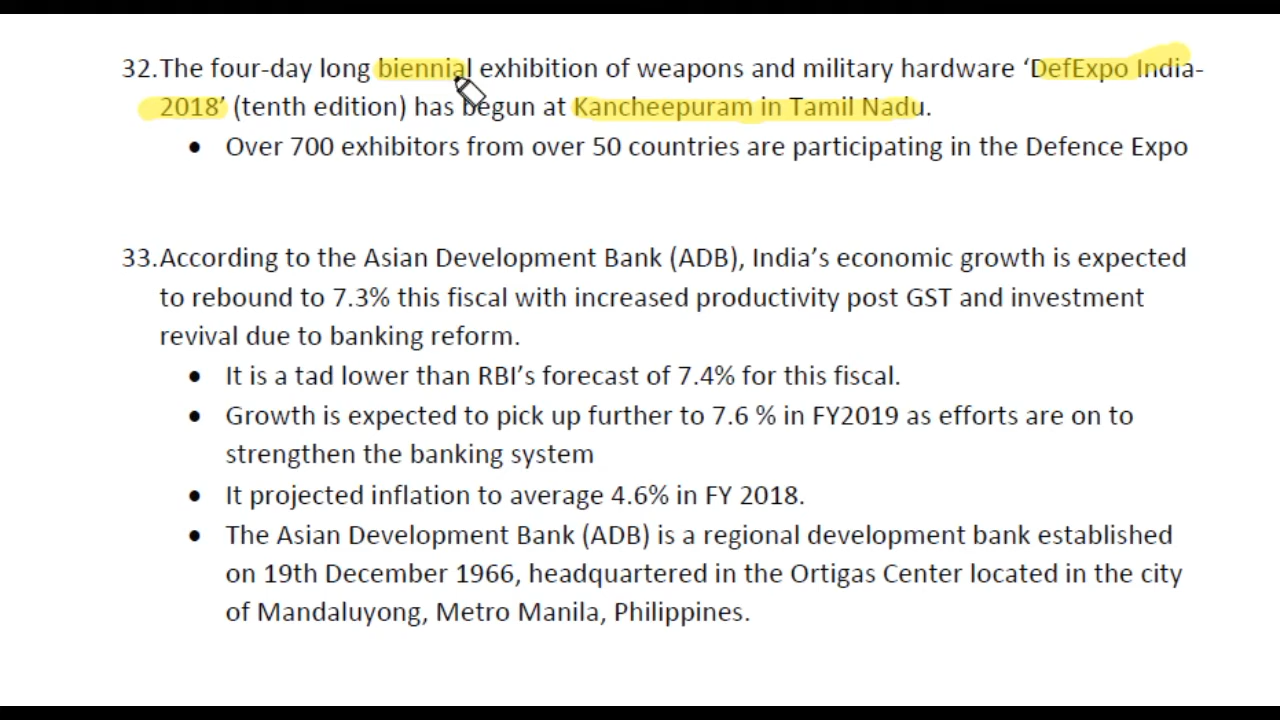 32.The four-day long biennial exhibition of weapons and military hardware ‘DefExpo India-
2018’ (tenth edition) has begun at Kancheepuram in Tamil Nadu.
• Over 700 exhibitors from over 50 countries are participating in the Defence Expo
33.According to the Asian Development Bank (ADB), India’s economic growth is expected
to rebound to 7.3% this fiscal with increased productivity post GST and investment
revival due to banking reform.
• It is a tad lower than RBI’s forecast of 7.4% for this fiscal.
• Growth is expected to pick up further to 7.6 % in FY2019 as efforts are on to
strengthen the banking system
• It projected inflation to average 4.6% in FY 2018.
• The Asian Development Bank (ADB) is a regional development bank established
on 19th December 1966, headquartered in the Ortigas Center located in the city
of Mandaluyong, Metro Manila, Philippines.